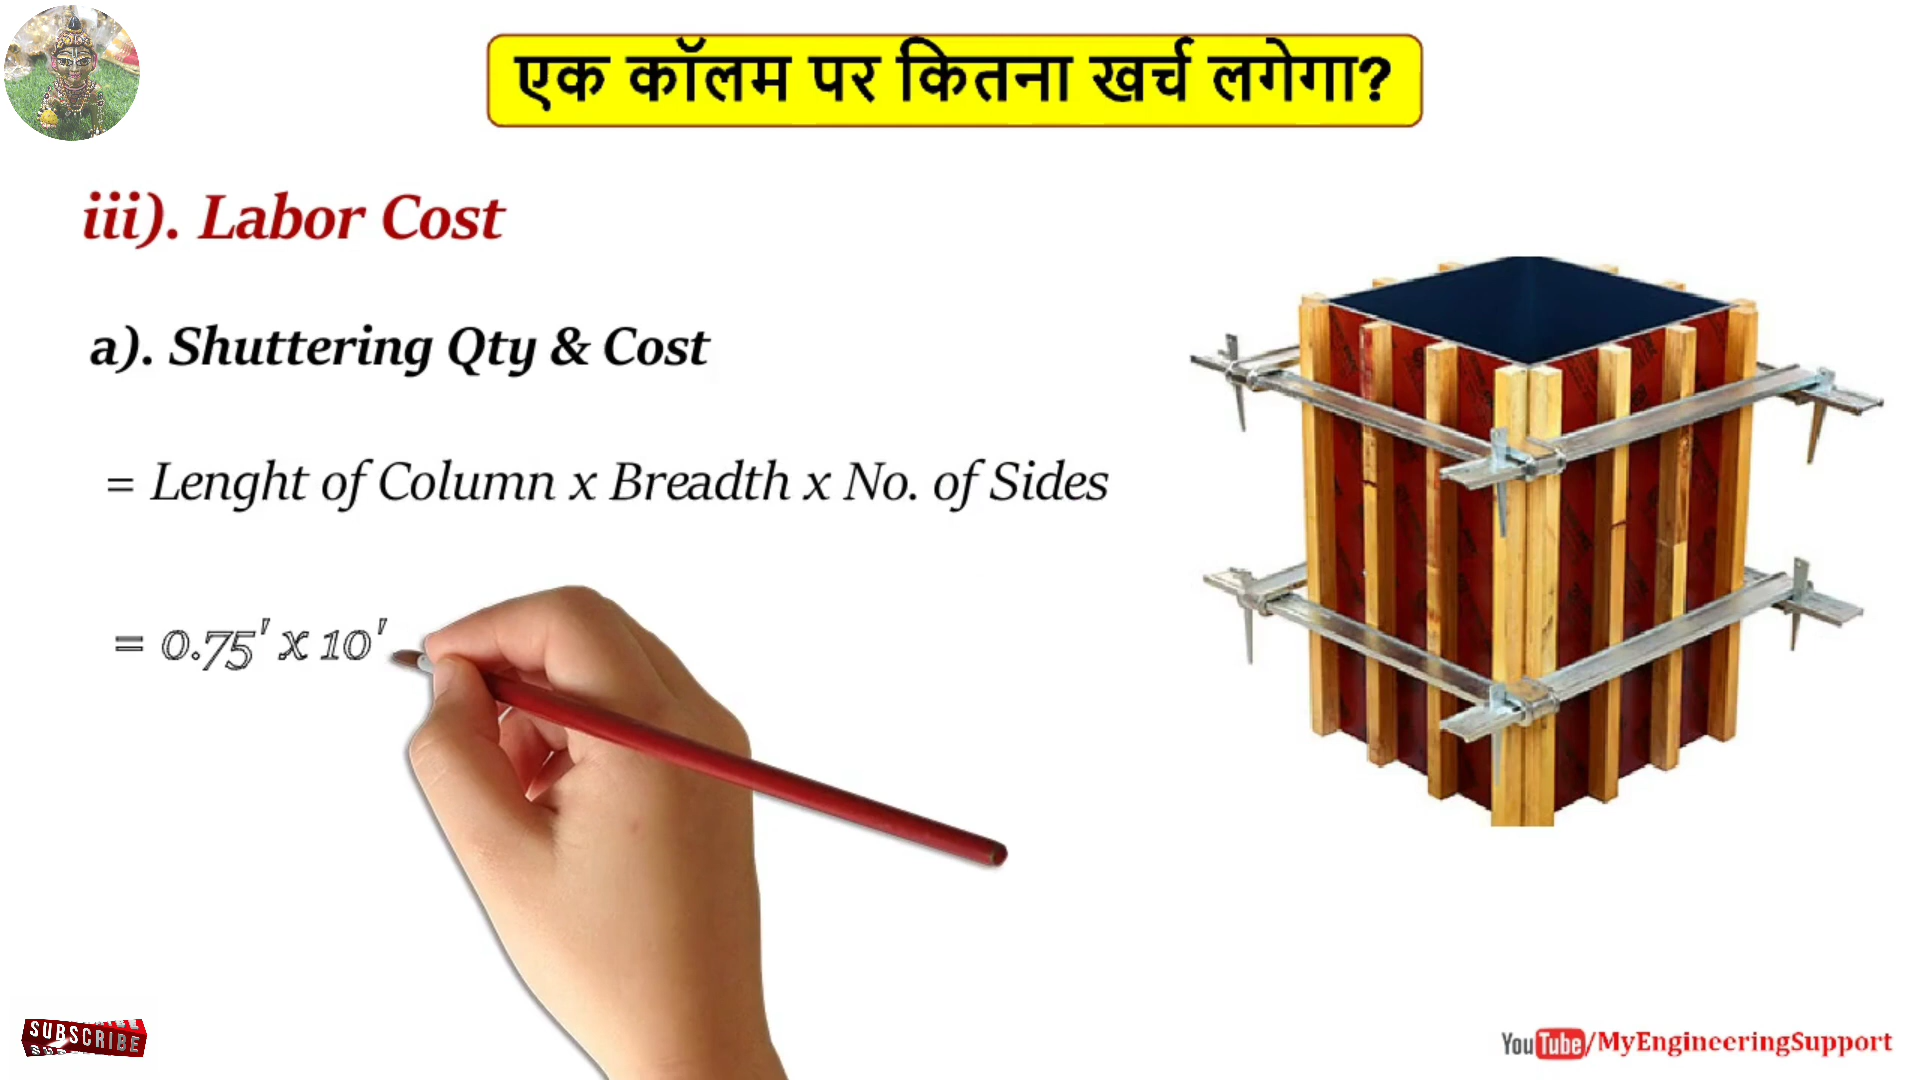 एक कॉलम पर कितना खर्च लगेगा?
iii). Labor Cost
a). Shuttering Qty & Cost
= Lenght of Column x Breadth x No. of Sides
= 0.75' x 10'
SUBSCRIBE
YouTube/MyEngineeringSupport